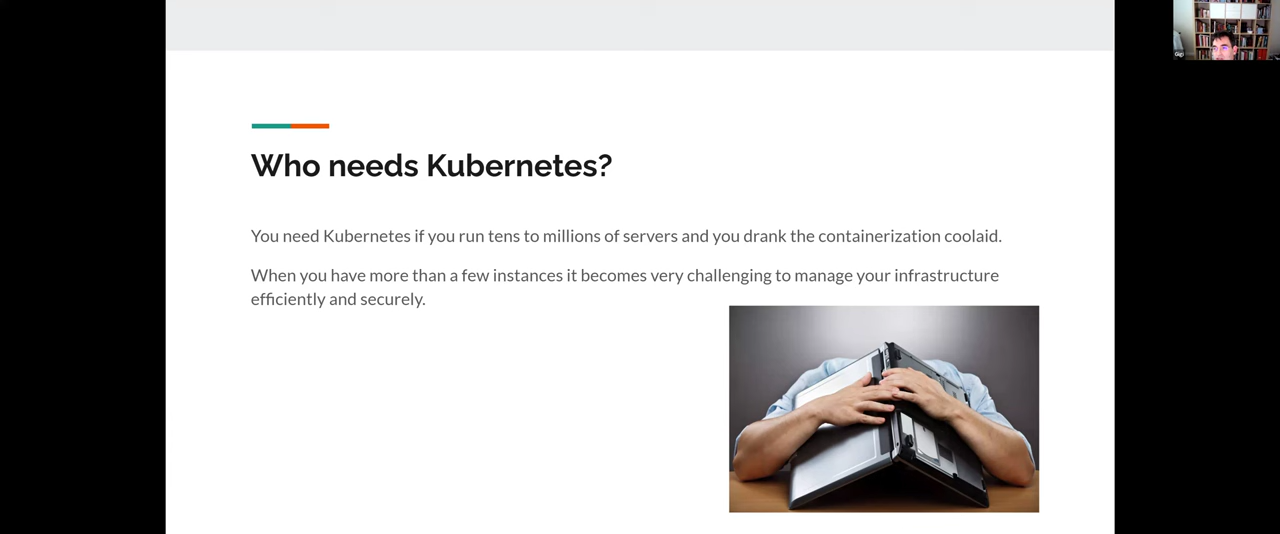 Who needs Kubernetes?
You need Kubernetes if you run tens to millions of servers and you drank the containerization coolaid.
When you have more than a few instances it becomes very challenging to manage your infrastructure
efficiently and securely.
Gigi